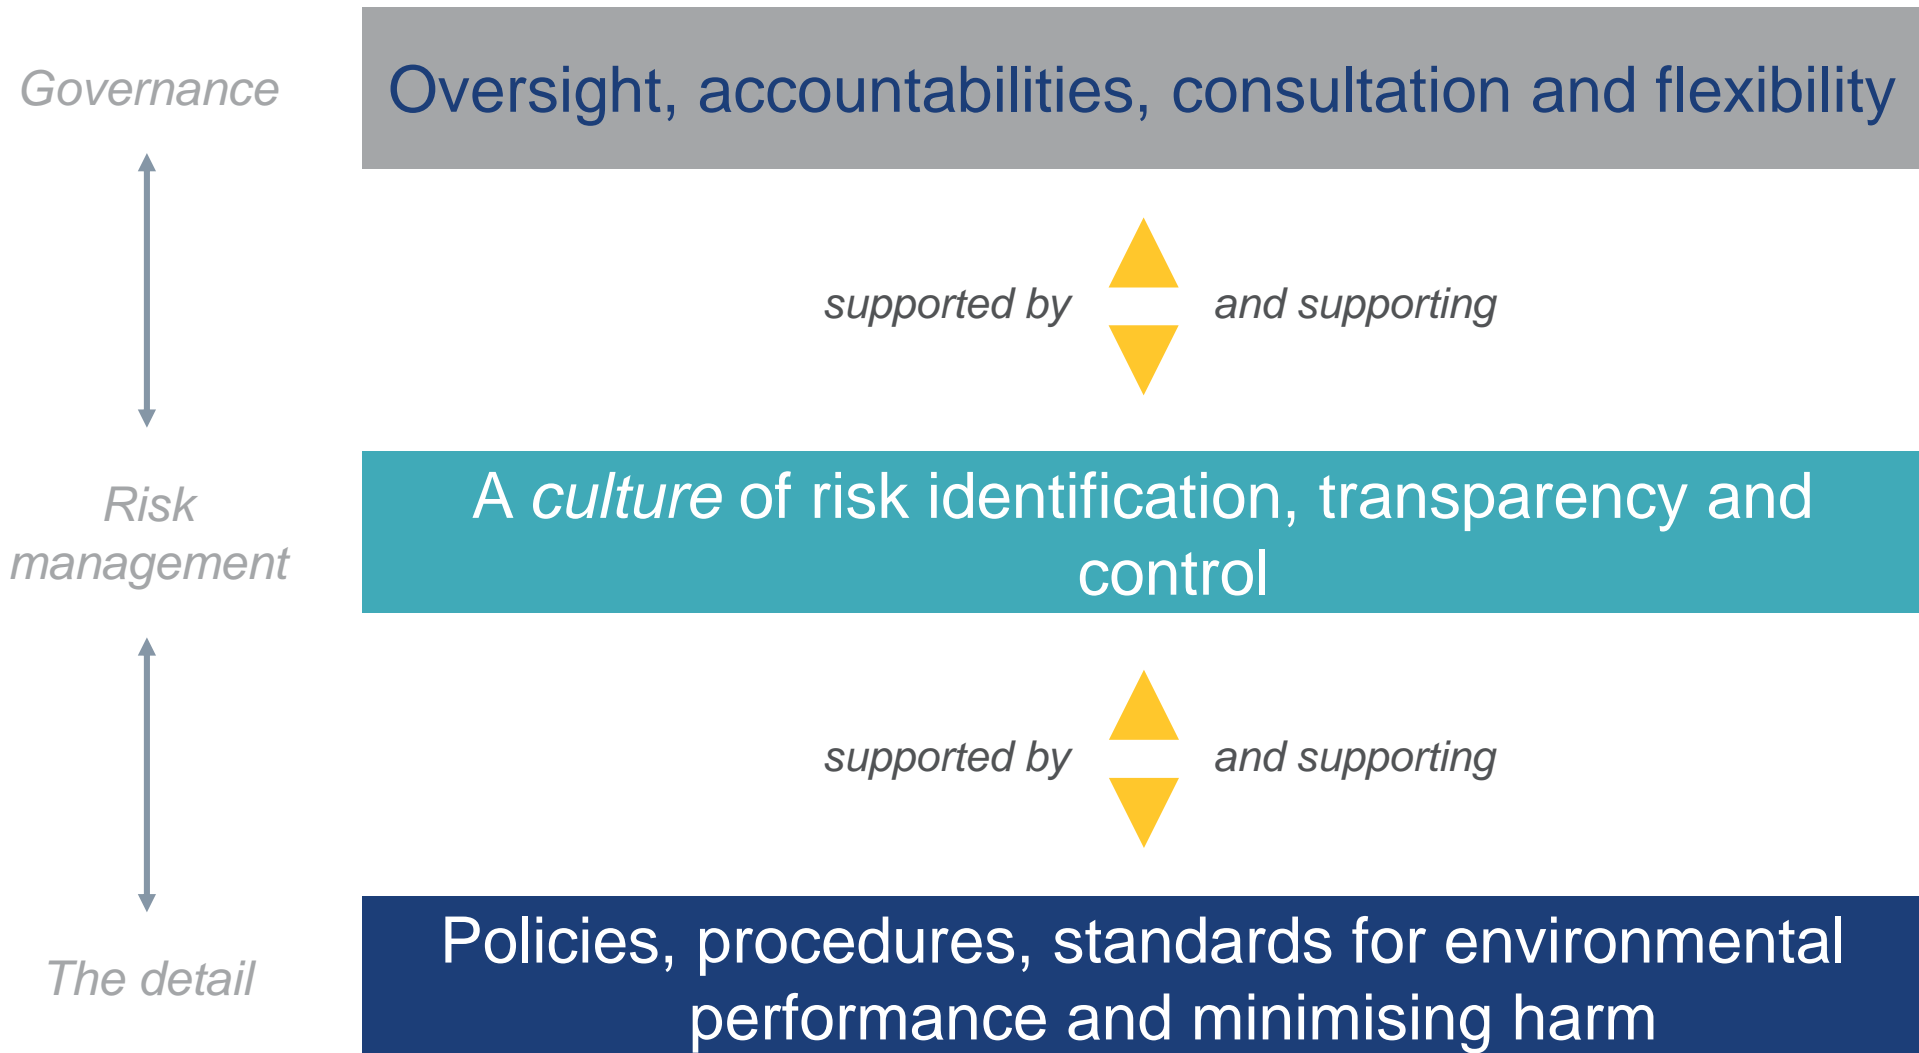 Governance
Oversight, accountabilities, consultation and flexibility
supported by
and supporting
Risk
management
A culture of risk identification, transparency and
control
supported by
and supporting
The detail
Policies, procedures, standards for environmental
performance and minimising harm